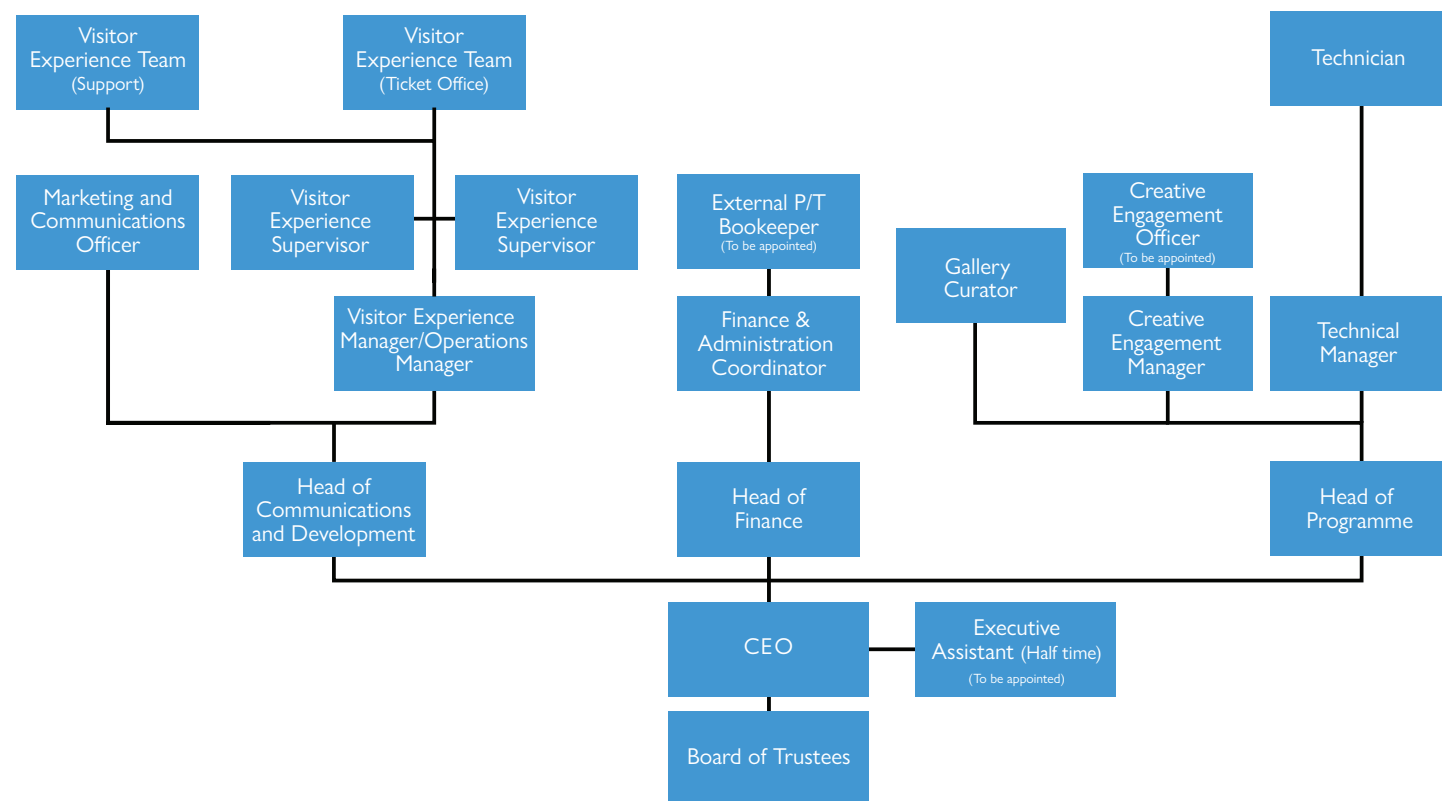 Visitor
Experience Team
(Support)
Visitor
Experience Team
(Ticket Office)
Technician
Marketing and
Communications
Officer
Visitor
Experience
Supervisor
Visitor
Experience
Supervisor
External P/T
Bookeeper
(To be appointed)
Creative
Engagement
Officer
(To be appointed)
Gallery
Curator
Visitor Experience
Manager/Operations
Manager
Finance &
Administration
Coordinator
Creative
Engagement
Manager
Technical
Manager
Head of
Communications
and Development
Head of
Finance
Head of
Programme
CEO
Executive
Assistant (Half time)
(To be appointed)
Board of Trustees